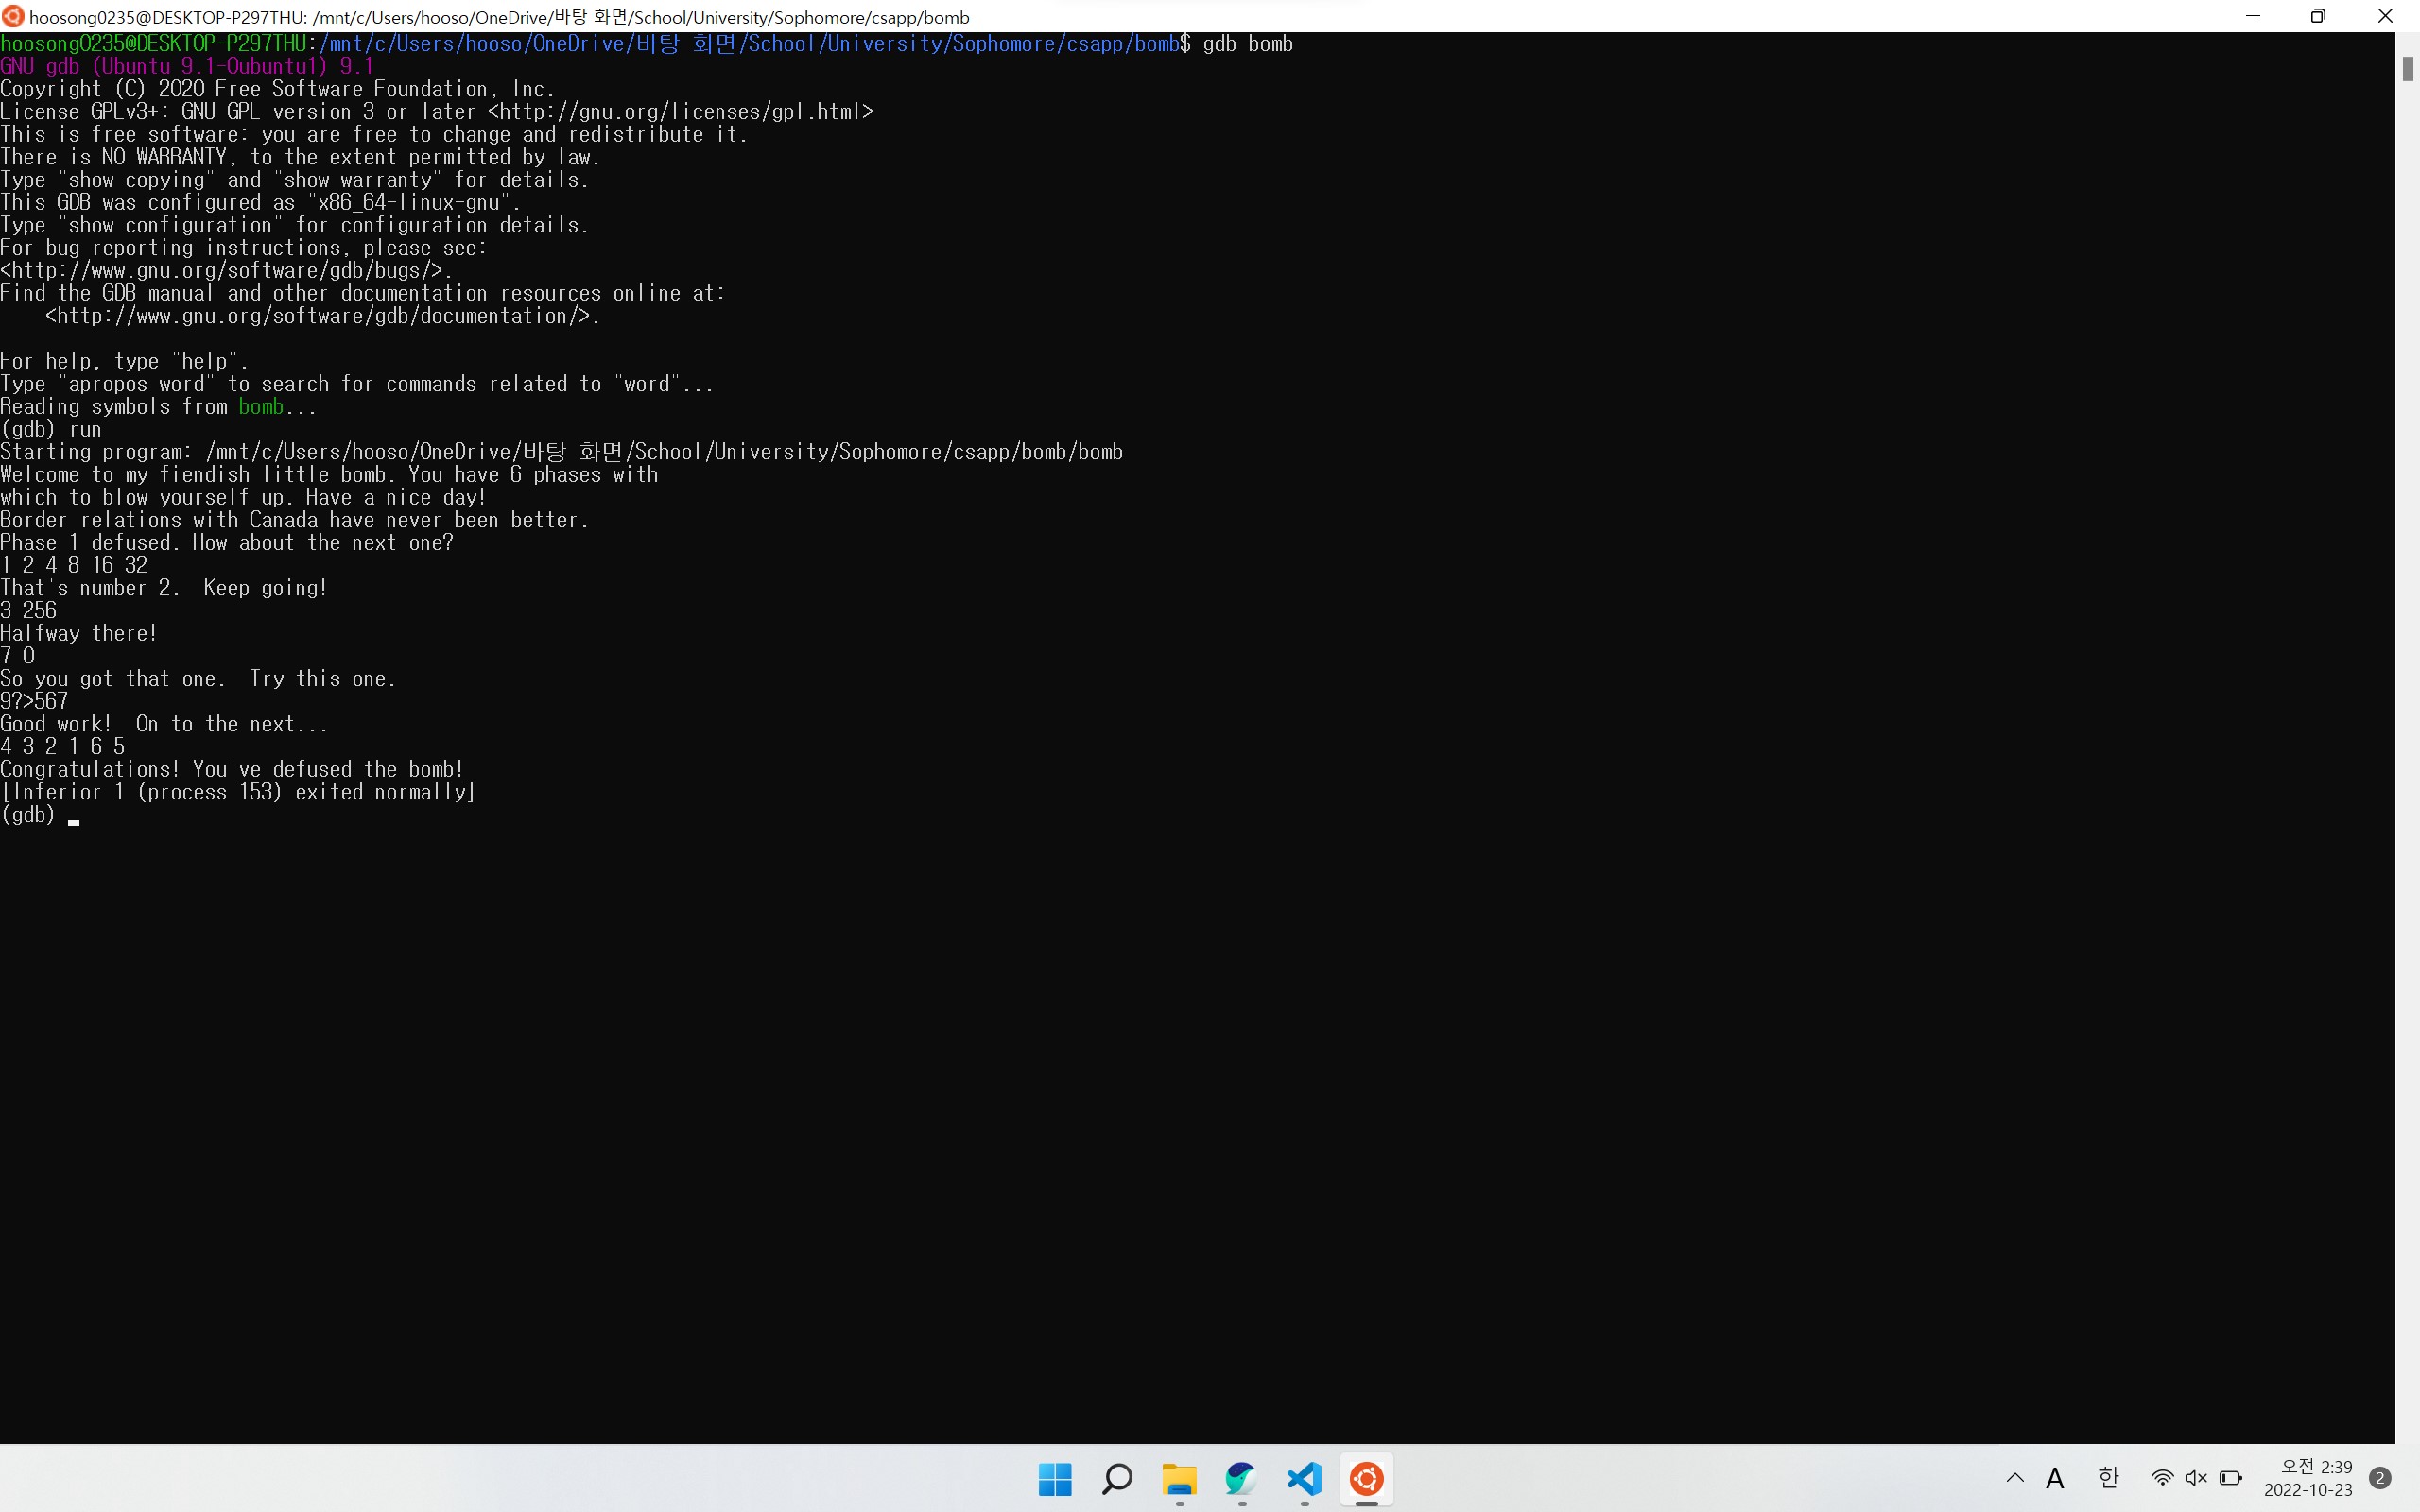 hoosong0235@DESKTOP-P297THU: /mnt/c/Users/hooso/OneDrive/바탕 화면/School/University/Sophomore/csapp/bomb
hoosong0235@DESKTOP-P297THU:/mnt/c/Users/hooso/OneDrive/바탕 화면/School/University/Sophomore/csapp/bomb$ gdb bomb
GNU gdb (Ubuntu 9.1-0ubuntu1) 9.1
Copyright (C) 2020 Free Software Foundation, Inc.
License GPLv3+: GNU GPL version 3 or later <http://gnu.org/licenses/gpl.html>
This is free software: you are free to change and redistribute it.
There is NO WARRANTY, to the extent permitted by law.
Type "show copying" and "show warranty" for details.
This GDB was configured as "x86_64-linux-gnu".
Type "show configuration" for configuration details.
For bug reporting instructions, please see:
<http://www.gnu.org/software/gdb/bugs/>.
Find the GDB manual and other documentation resources online at:
    <http://www.gnu.org/software/gdb/documentation/>.

For help, type "help".
Type "apropos word" to search for commands related to "word"...
Reading symbols from bomb...
(gdb) run
Starting program: /mnt/c/Users/hooso/OneDrive/바탕 화면/School/University/Sophomore/csapp/bomb/bomb
Welcome to my fiendish little bomb. You have 6 phases with
which to blow yourself up. Have a nice day!
Border relations with Canada have never been better.
Phase 1 defused. How about the next one?
1 2 4 8 16 32
That's number 2.  Keep going!
3 256
Halfway there!
7 0
So you got that one.  Try this one.
9?>567
Good work!  On to the next...
4 3 2 1 6 5
Congratulations! You've defused the bomb!
[Inferior 1 (process 153) exited normally]
(gdb)
A 한 오전 2:39
2022-10-23 2